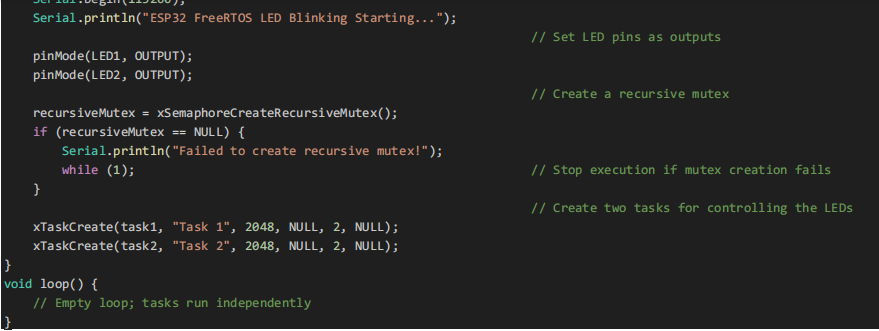 Serial.begin(115200);
Serial.println("ESP32 FreeRTOS LED Blinking Starting...");
// Set LED pins as outputs
pinMode(LED1, OUTPUT);
pinMode(LED2, OUTPUT);
// Create a recursive mutex
recursiveMutex = xSemaphoreCreateRecursiveMutex();
if (recursiveMutex == NULL) {
Serial.println("Failed to create recursive mutex!");
while (1); // Stop execution if mutex creation fails
}
// Create two tasks for controlling the LEDs
xTaskCreate(task1, "Task 1", 2048, NULL, 2, NULL);
xTaskCreate(task2, "Task 2", 2048, NULL, 2, NULL);
}
void loop() {
// Empty loop; tasks run independently
}